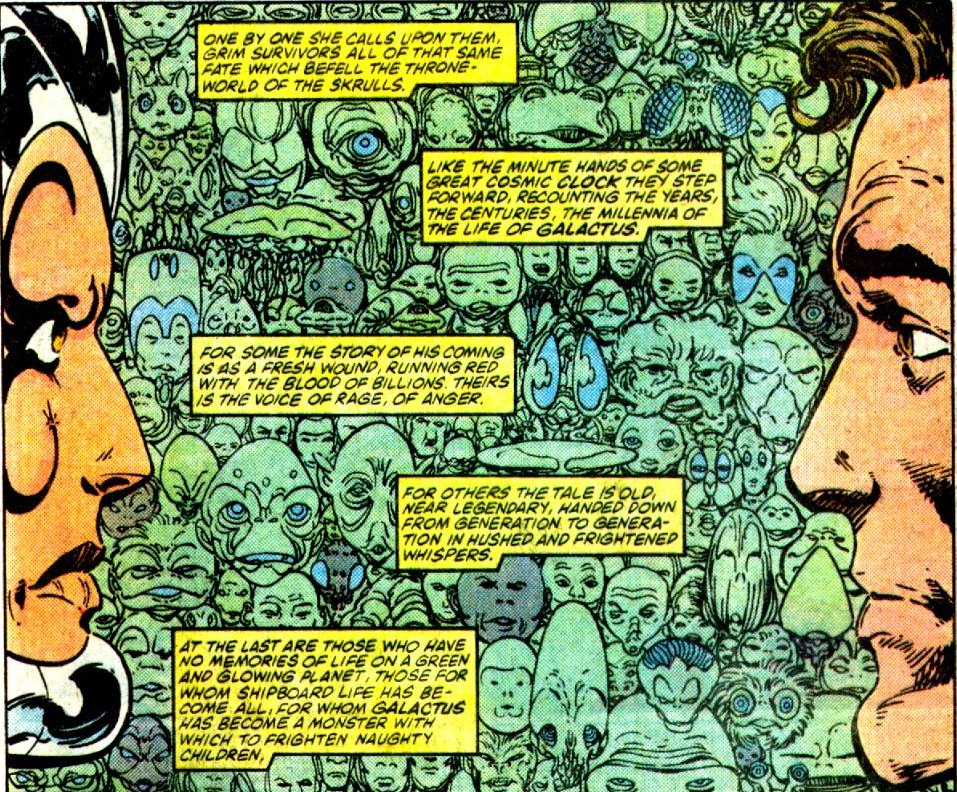 ONE BY ONE SHE CALLS UPON THEM,
GRIM SURVIVORS ALL OF THAT SAME
FATE WHICH BEFELL THE THRONE-
WORLD OF THE SKRULLS.
LIKE THE MINUTE HANDS OF SOME
GREAT COSMIC CLOCK THEY STEP
FORWARD, RECOUNTING THE YEARS,
THE CENTURIES, THE MILLENNIA OF
THE LIFE OF GALACTUS.
FOR SOME THE STORY OF HIS COMING
IS AS A FRESH WOUND, RUNNING RED
WITH THE BLOOD OF BILLIONS. THEIRS
IS THE VOICE OF RAGE, OF ANGER.
FOR OTHERS THE TALE IS OLD,
NEAR LEGENDARY, HANDED DOWN
FROM GENERATION TO GENERA-
TION IN HUSHED AND FRIGHTENED
WHISPERS.
AT THE LAST ARE THOSE WHO HAVE
NO MEMORIES OF LIFE ON A GREEN
AND GLOWING PLANET, THOSE FOR
WHOM SHIPBOARD LIFE HAS BE-
COME ALL, FOR WHOM GALACTUS
HAS BECOME A MONSTER WITH
WHICH TO FRIGHTEN NAUGHTY
CHILDREN.